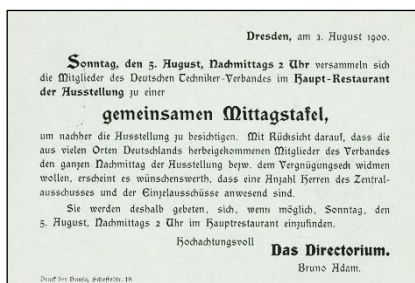 Dresden, am 3. August 1900.
Sonntag, den 5. August, Nachmittags 2 Uhr versammeln sich
die Mitglieder des Deutschen Techniker-Verbandes im Haupt-Restaurant
der Ausstellung zu einer
gemeinsamen Mittagstafel,
um nachher die Ausstellung zu besichtigen. Mit Rücksicht darauf, dass die
aus vielen Orten Deutschlands herbeigekommenen Mitglieder des Verbandes
den ganzen Nachmittag der Ausstellung bezw. dem Vergnügungseck widmen
wollen, erscheint es wünschenswerth, dass eine Anzahl Herren des Zentral-
ausschusses und der Einzelausschüsse anwesend sind.
Sie werden deshalb gebeten, sich, wenn möglich, Sonntag, den
5. August, Nachmittags 2 Uhr im Hauptrestaurant einzufinden.
Hochachtungsvoll
Das Directorium.
Bruno Adam.
Druck der